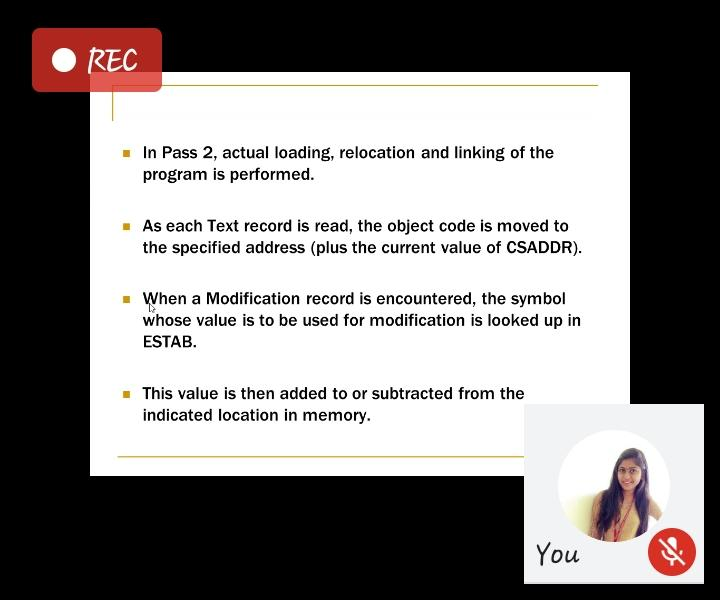 REC
In Pass 2, actual loading, relocation and linking of the
program is performed.
As each Text record is read, the object code is moved to
the specified address (plus the current value of CSADDR).
When a Modification record is encountered, the symbol
whose value is to be used for modification is looked up in
ESTAB.
This value is then added to or subtracted from the
indicated location in memory.
You